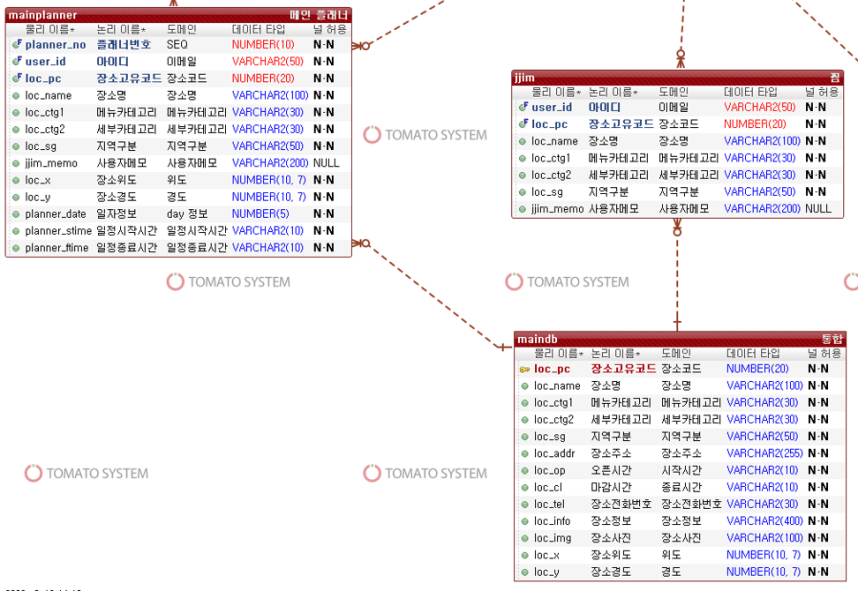 mainplanner 메인 플래너
물리 이름* 논리 이름* 도메인 데이터 타입 널 허용
planner_no 플래너번호 SEQ NUMBER(10) N-N
user_id 아이디 이메일 VARCHAR2(50) N-N
loc_pc 장소고유코드 장소코드 NUMBER(20) N-N
loc_name 장소명 장소명 VARCHAR2(100) N-N
loc_ctg1 메뉴카테고리 메뉴카테고리 VARCHAR2(30) N-N
loc_ctg2 세부카테고리 세부카테고리 VARCHAR2(30) N-N
loc_sg 지역구분 지역구분 VARCHAR2(50) N-N
jjim_memo 사용자메모 사용자메모 VARCHAR2(200) NULL
loc_x 장소위도 위도 NUMBER(10, 7) N-N
loc_y 장소경도 경도 NUMBER(10, 7) N-N
planner_date 일자정보 day 정보 NUMBER(5) N-N
planner_stime 일정시작시간 일정시작시간 VARCHAR2(10) N-N
planner_ftime 일정종료시간 일정종료시간 VARCHAR2(10) N-N
TOMATO SYSTEM
jjim 찜
물리 이름* 논리 이름* 도메인 데이터 타입 널 허용
user_id 아이디 이메일 VARCHAR2(50) N-N
loc_pc 장소고유코드 장소코드 NUMBER(20) N-N
loc_name 장소명 장소명 VARCHAR2(100) N-N
loc_ctg1 메뉴카테고리 메뉴카테고리 VARCHAR2(30) N-N
loc_ctg2 세부카테고리 세부카테고리 VARCHAR2(30) N-N
loc_sg 지역구분 지역구분 VARCHAR2(50) N-N
jjim_memo 사용자메모 사용자메모 VARCHAR2(200) NULL
TOMATO SYSTEM
TOMATO SYSTEM
maindb 통합
물리 이름* 논리 이름* 도메인 데이터 타입 널 허용
loc_pc 장소고유코드 장소코드 NUMBER(20) N-N
loc_name 장소명 장소명 VARCHAR2(100) N-N
loc_ctg1 메뉴카테고리 메뉴카테고리 VARCHAR2(30) N-N
loc_ctg2 세부카테고리 세부카테고리 VARCHAR2(30) N-N
loc_sg 지역구분 지역구분 VARCHAR2(50) N-N
loc_addr 장소주소 장소주소 VARCHAR2(255) N-N
loc_op 오픈시간 시작시간 VARCHAR2(10) N-N
loc_cl 마감시간 종료시간 VARCHAR2(10) N-N
loc_tel 장소전화번호 장소전화번호 VARCHAR2(30) N-N
loc_info 장소정보 장소정보 VARCHAR2(400) N-N
loc_img 장소사진 장소사진 VARCHAR2(100) N-N
loc_x 장소위도 위도 NUMBER(10, 7) N-N
loc_y 장소경도 경도 NUMBER(10, 7) N-N
TOMATO SYSTEM
TOMATO SYSTEM